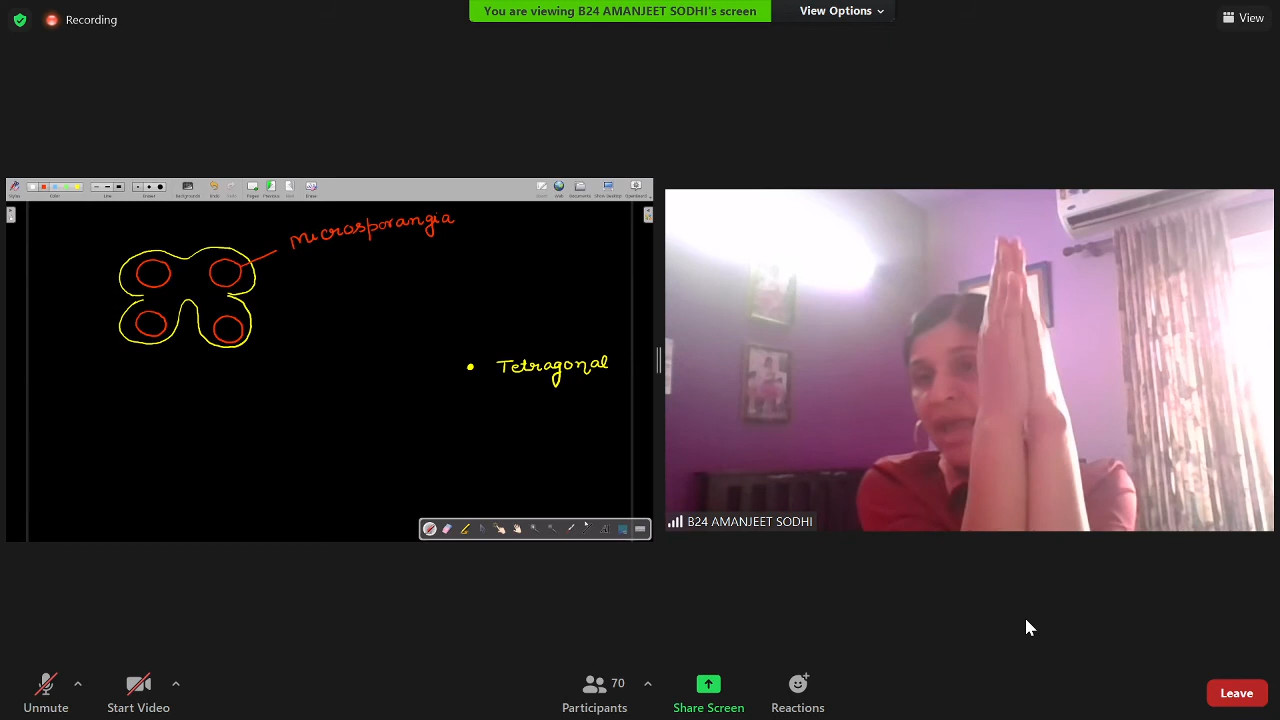 Recording
You are viewing B24 AMANJEET SODHI's screen
View Options
View
Microsporangia
• Tetragonal
B24 AMANJEET SODHI
Unmute
Start Video
70
Participants
Share Screen
Reactions
Leave